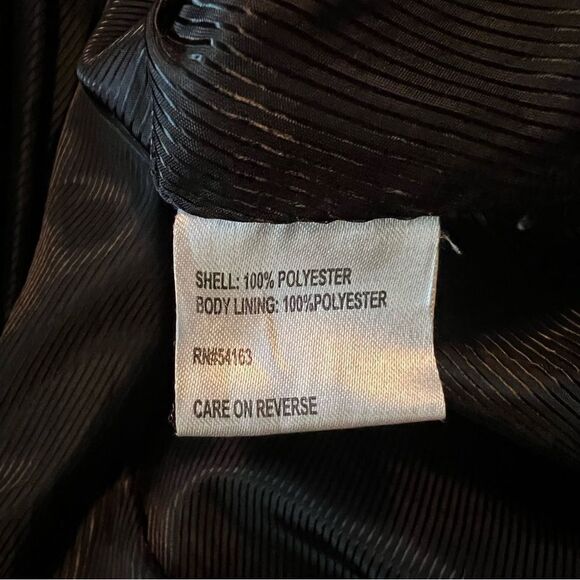 SHELL: 100% POLYESTER
BODY LINING: 100%POLYESTER
RN#54163
CARE ON REVERSE